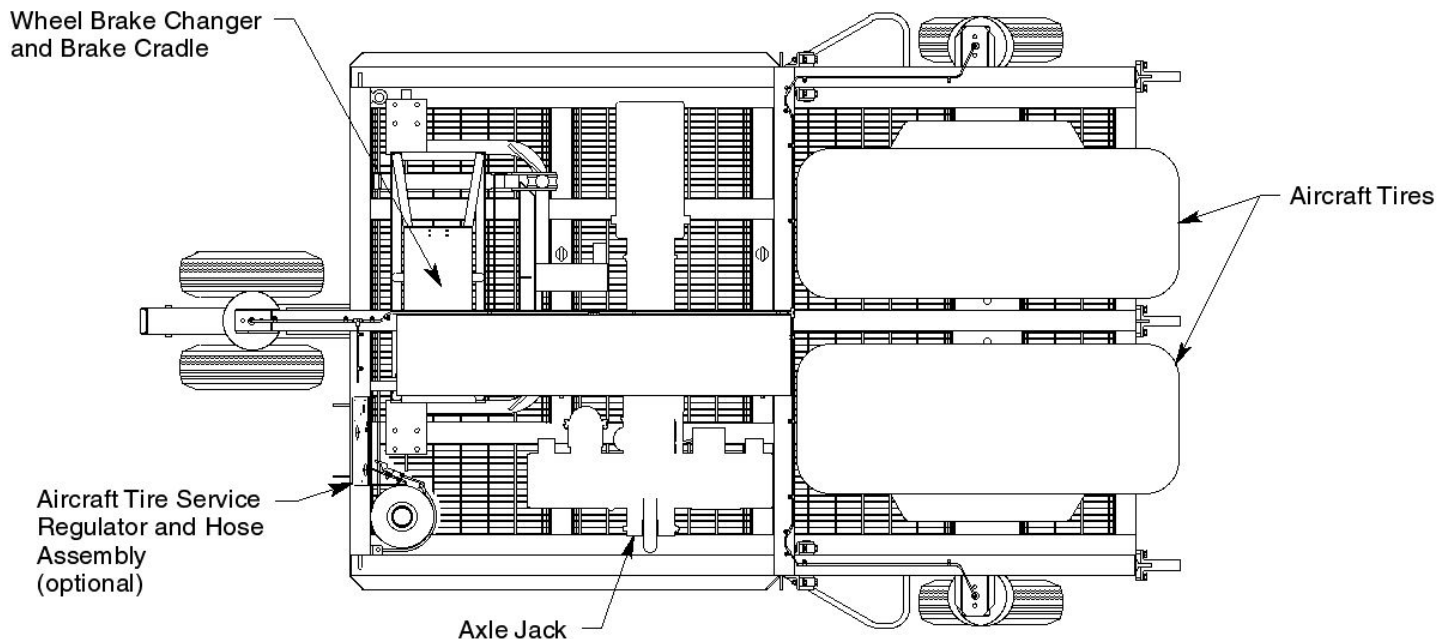 Wheel Brake Changer
and Brake Cradle
Aircraft Tires
Aircraft Tire Service
Regulator and Hose
Assembly
(optional)
Axle Jack